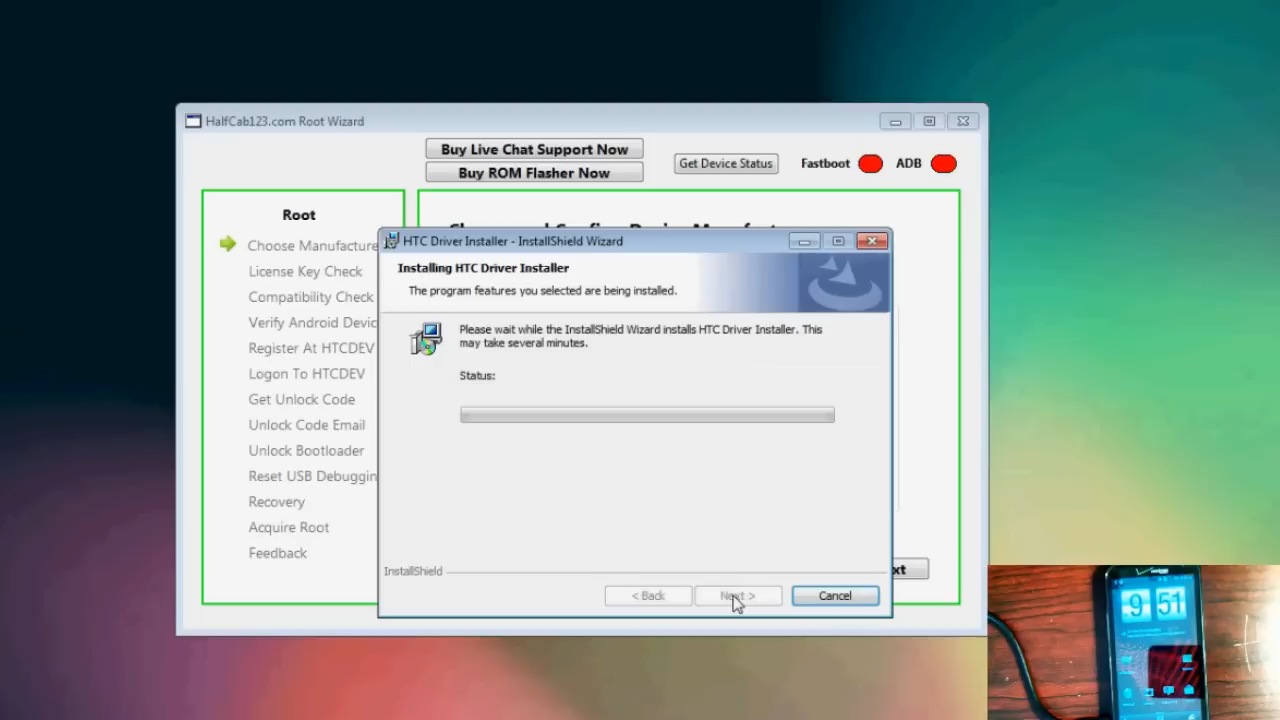 HalfCab123.com Root Wizard
Buy Live Chat Support Now
Buy ROM Flasher Now
Get Device Status
Fastboot
ADB
Root
Choose Manufacture
License Key Check
Compatibility Check
Verify Android Devic
Register At HTCDEV
Logon To HTCDEV
Get Unlock Code
Unlock Code Email
Unlock Bootloader
Reset USB Debuggin
Recovery
Acquire Root
Feedback
HTC Driver Installer - InstallShield Wizard
Installing HTC Driver Installer
The program features you selected are being installed.
Please wait while the InstallShield Wizard installs HTC Driver Installer. This
may take several minutes.
Status:
InstallShield
< Back
Next >
Cancel
xt
9 51